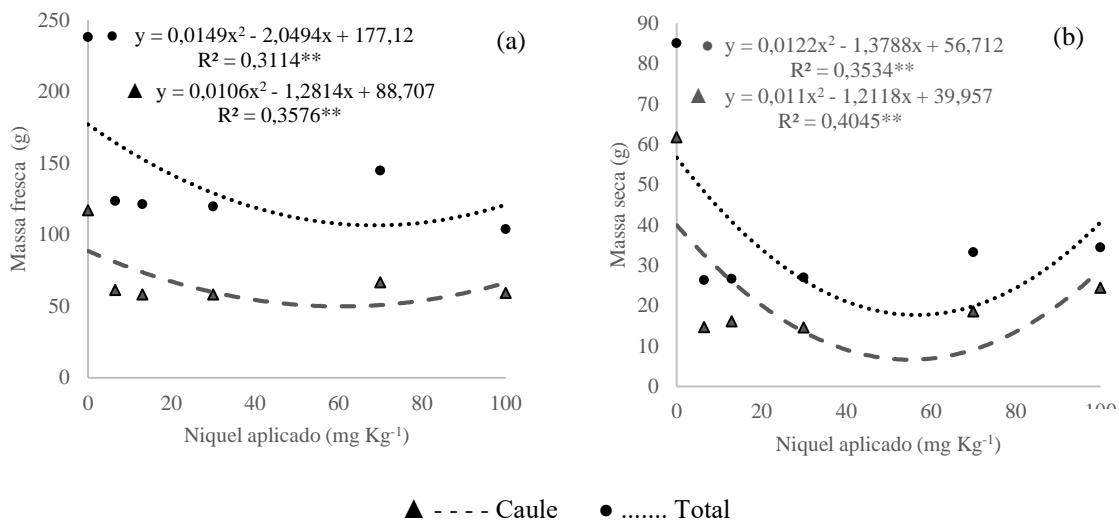 (a)
y = 0,0149x² - 2,0494x + 177,12
R² = 0,3114**
y = 0,0106x² - 1,2814x + 88,707
R² = 0,3576**
Massa fresca (g)
250
200
150
100
50
0
0 20 40 60 80 100
Niquel aplicado (mg Kg⁻¹)
(b)
y = 0,0122x² - 1,3788x + 56,712
R² = 0,3534**
y = 0,011x² - 1,2118x + 39,957
R² = 0,4045**
Massa seca (g)
90
80
70
60
50
40
30
20
10
0
0 20 40 60 80 100
Niquel aplicado (mg Kg⁻¹)
▲ - - - - Caule ● ....... Total